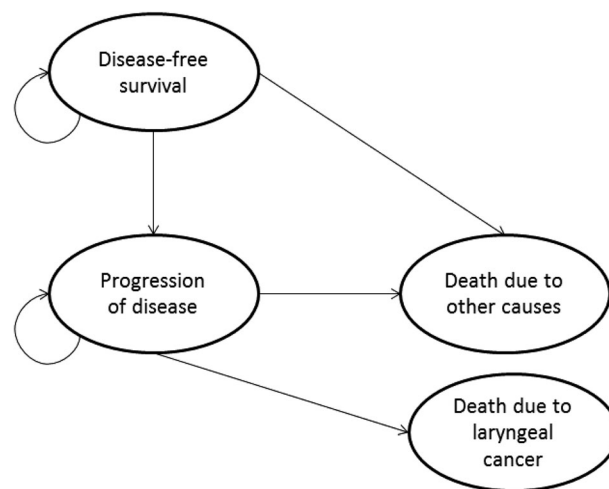 Disease-free
survival
Progression
of disease
Death due to
other causes
Death due to
laryngeal
cancer